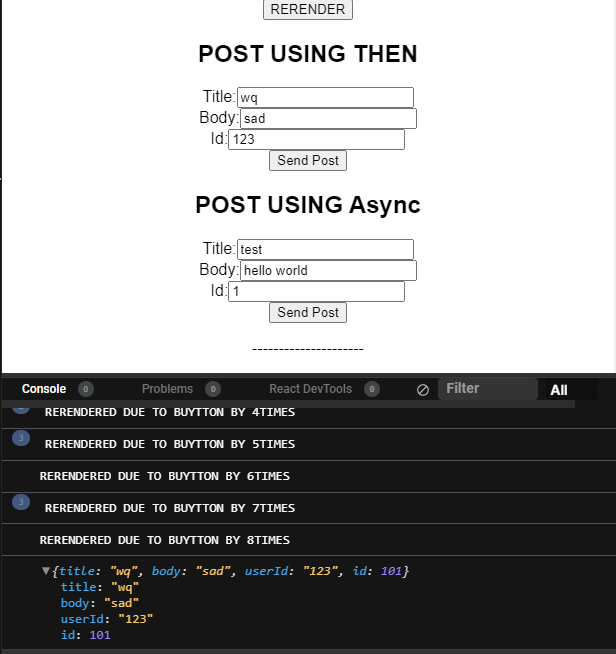 RERENDER
POST USING THEN
Title: wq
Body: sad
Id: 123
Send Post
POST USING Async
Title: test
Body: hello world
Id: 1
Send Post
---------------------
Console 0 Problems 0 React DevTools 0 Filter All
RERENDERED DUE TO BUYTTON BY 4TIMES
3 RERENDERED DUE TO BUYTTON BY 5TIMES
RERENDERED DUE TO BUYTTON BY 6TIMES
3 RERENDERED DUE TO BUYTTON BY 7TIMES
RERENDERED DUE TO BUYTTON BY 8TIMES
▼{title: "wq", body: "sad", userId: "123", id: 101}
title: "wq"
body: "sad"
userId: "123"
id: 101